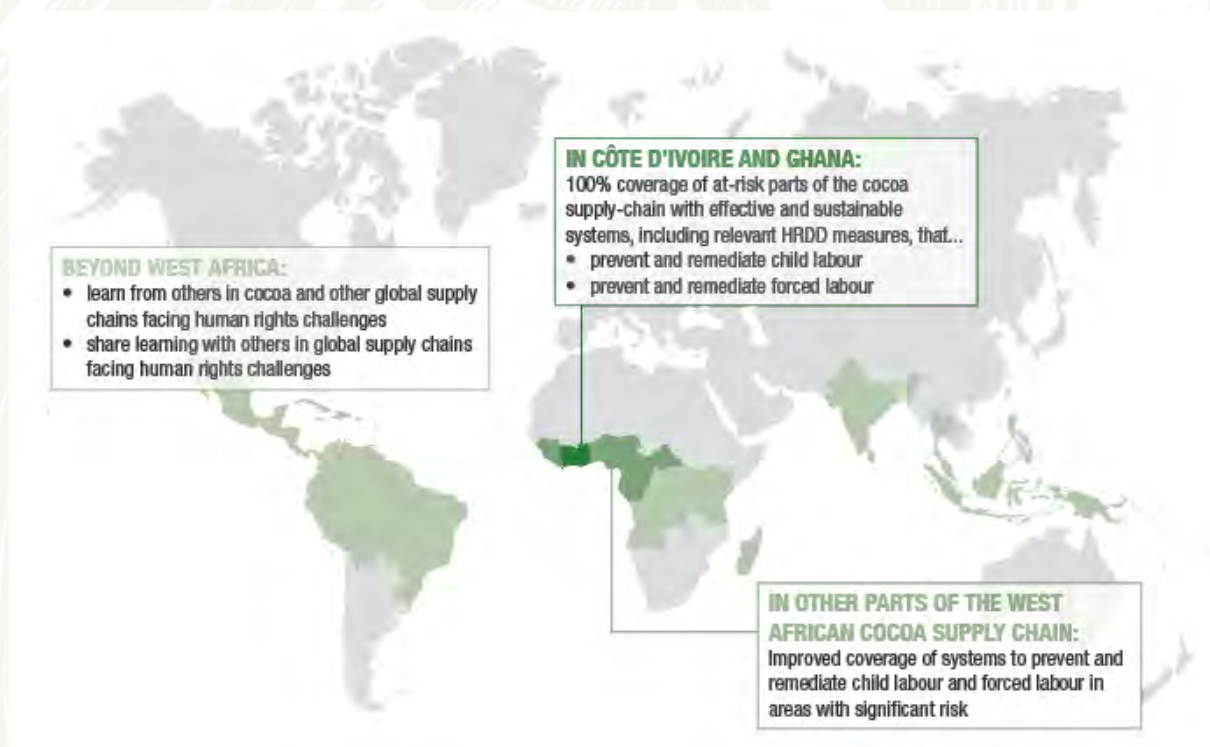 IN CÔTE D'IVOIRE AND GHANA:
100% coverage of at-risk parts of the cocoa
supply-chain with effective and sustainable
systems, including relevant HRDD measures, that...
• prevent and remediate child labour
• prevent and remediate forced labour
BEYOND WEST AFRICA:
• learn from others in cocoa and other global supply
chains facing human rights challenges
• share learning with others in global supply chains
facing human rights challenges
IN OTHER PARTS OF THE WEST
AFRICAN COCOA SUPPLY CHAIN:
Improved coverage of systems to prevent and
remediate child labour and forced labour in
areas with significant risk